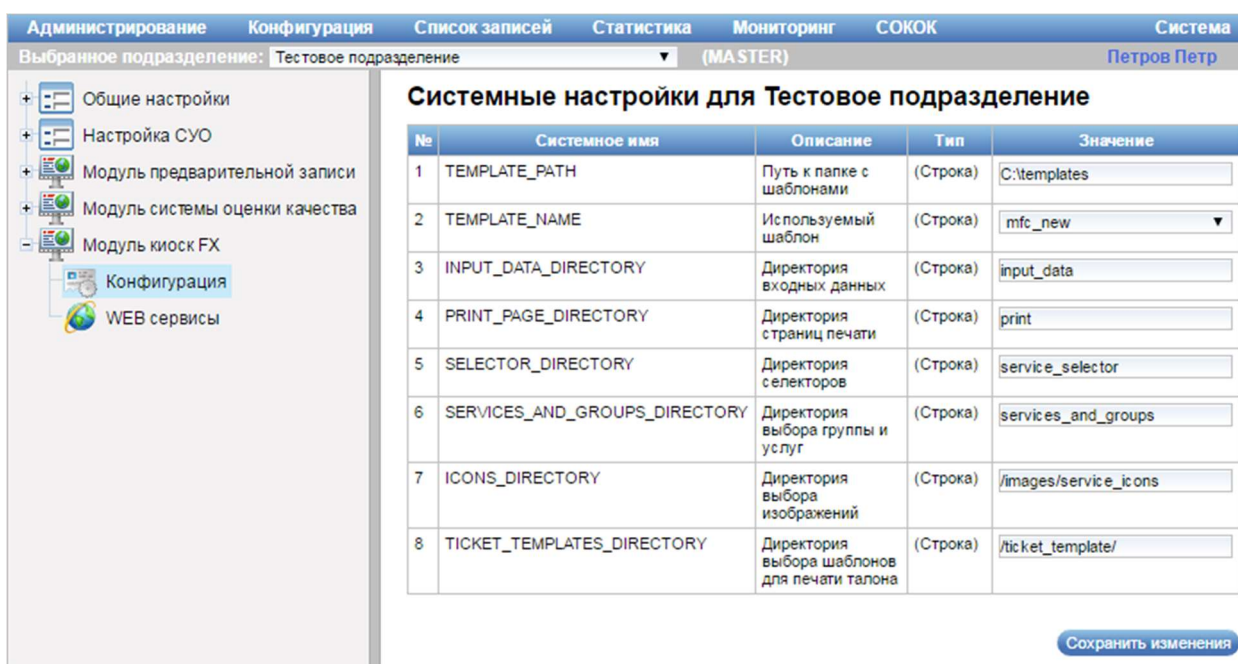 Администрирование Конфигурация Список записей Статистика Мониторинг СОКОК Система
Выбранное подразделение: Тестовое подразделение (MASTER) Петров Петр
Общие настройки
Настройка СУО
Модуль предварительной записи
Модуль системы оценки качества
Модуль киоск FX
Конфигурация
WEB сервисы
Системные настройки для Тестовое подразделение
№ Системное имя Описание Тип Значение
1 TEMPLATE_PATH Путь к папке с (Строка) C:\templates
шаблонами
2 TEMPLATE_NAME Используемый (Строка) mfc_new
шаблон
3 INPUT_DATA_DIRECTORY Директория (Строка) input_data
входных данных
4 PRINT_PAGE_DIRECTORY Директория (Строка) print
страниц печати
5 SELECTOR_DIRECTORY Директория (Строка) service_selector
селекторов
6 SERVICES_AND_GROUPS_DIRECTORY Директория (Строка) services_and_groups
выбора группы и
услуг
7 ICONS_DIRECTORY Директория (Строка) /images/service_icons
выбора
изображений
8 TICKET_TEMPLATES_DIRECTORY Директория (Строка) /ticket_template/
выбора шаблонов
для печати талона
Сохранить изменения